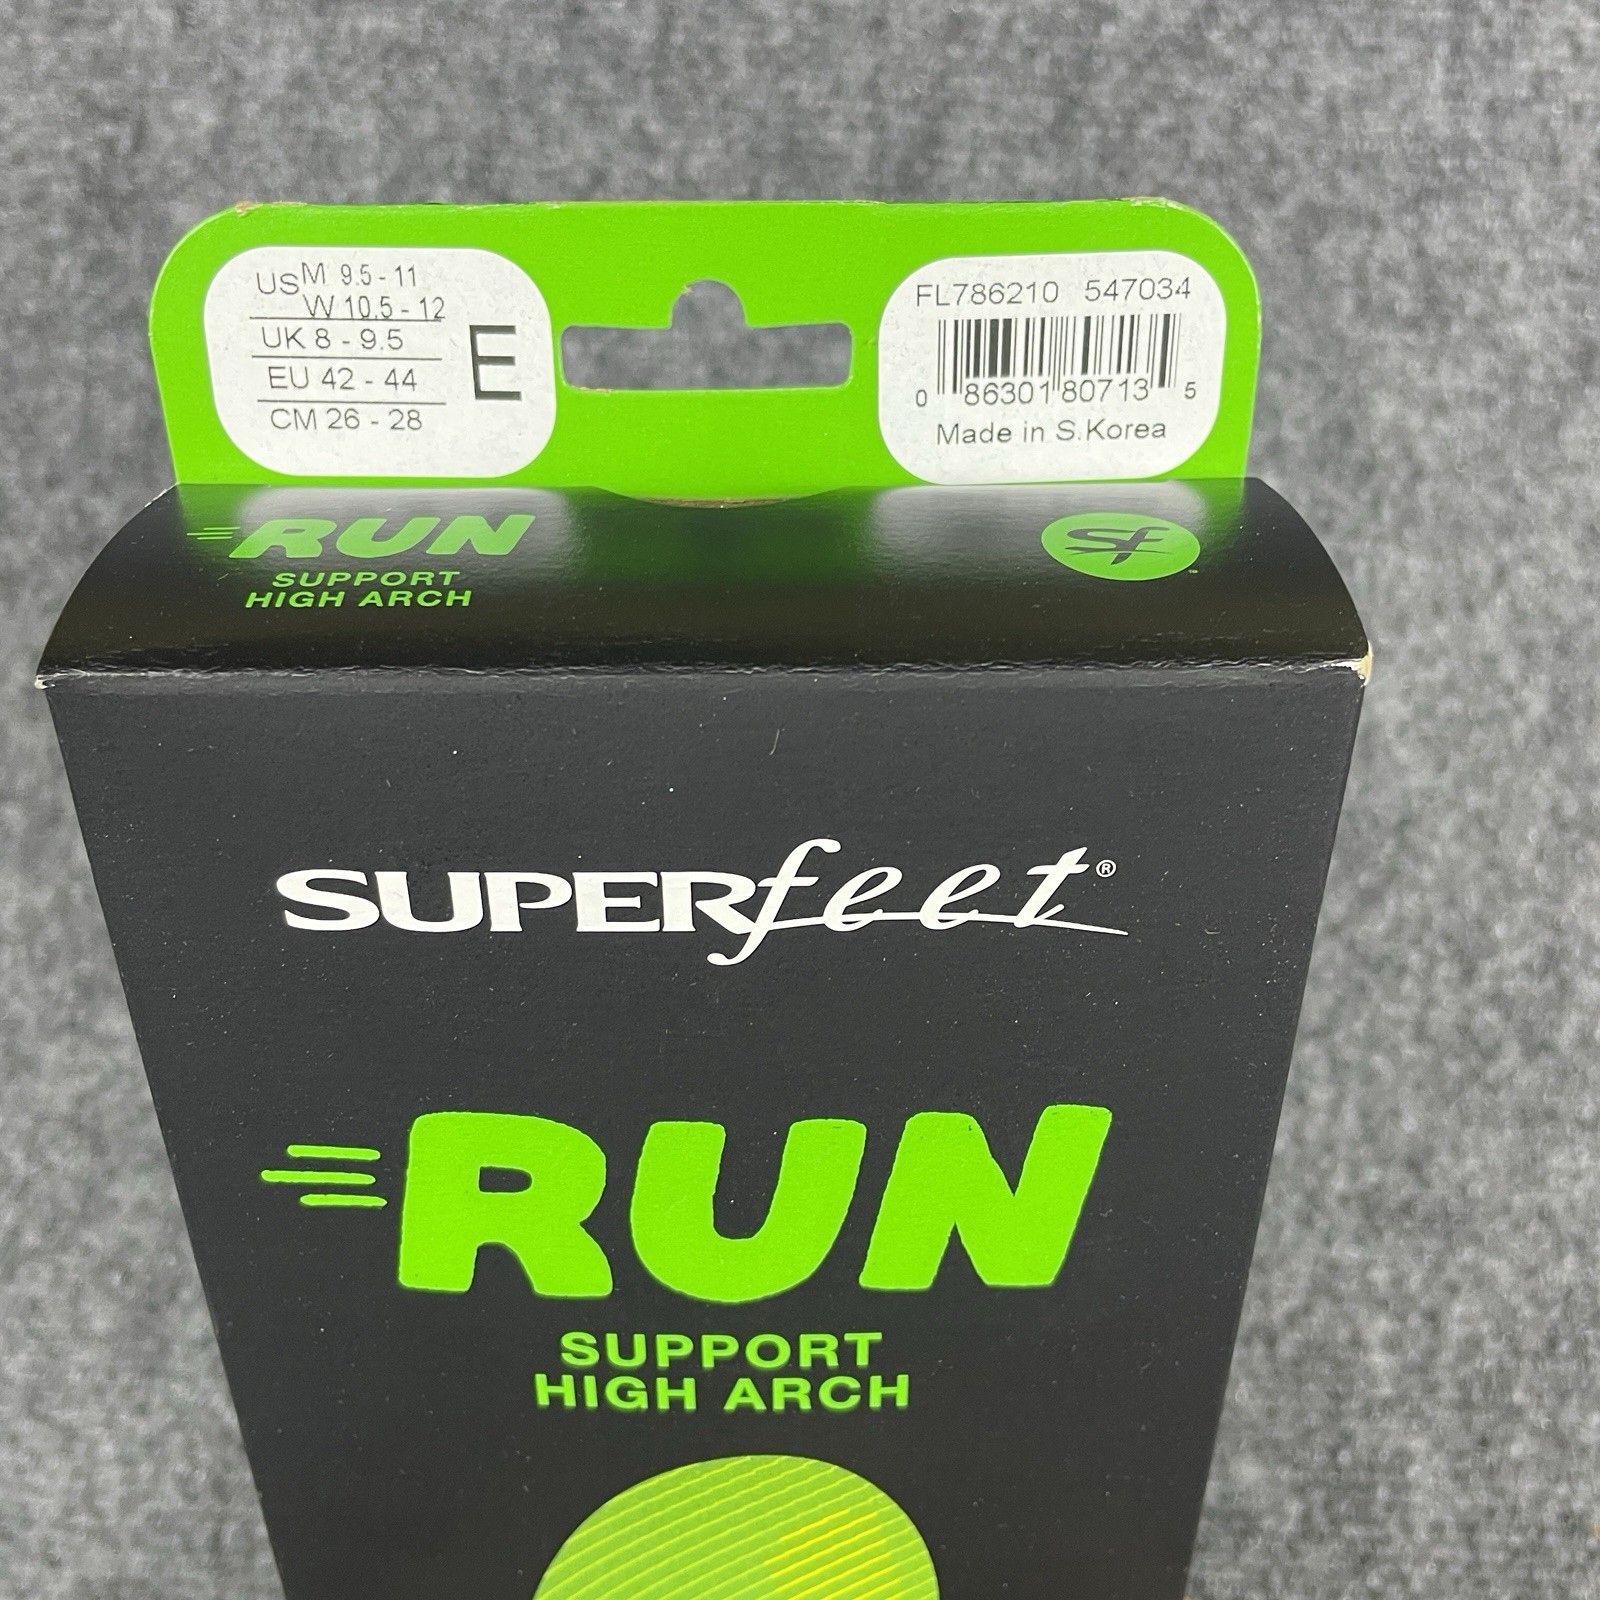 US M 9.5 - 11
W 10.5 - 12
UK 8 - 9.5
EU 42 - 44
CM 26 - 28
E
FL786210 547034
0 86301 80713 5
Made in S.Korea
RUN
SUPPORT
HIGH ARCH
sf™
SUPERfeet®
RUN
SUPPORT
HIGH ARCH